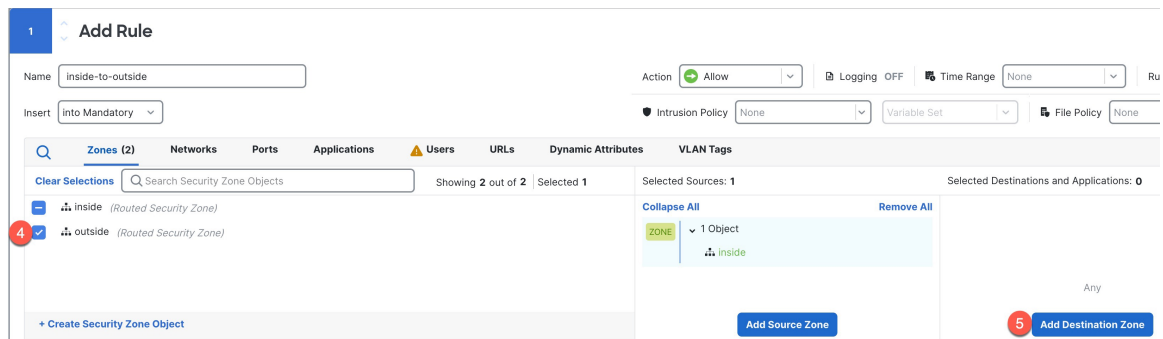 1 Add Rule
Name inside-to-outside Action Allow Logging OFF Time Range None Ru
Insert into Mandatory Intrusion Policy None Variable Set File Policy None
Zones (2) Networks Ports Applications Users URLs Dynamic Attributes VLAN Tags
Clear Selections Search Security Zone Objects Showing 2 out of 2 Selected 1 Selected Sources: 1 Selected Destinations and Applications: 0
inside (Routed Security Zone) Collapse All Remove All
4 outside (Routed Security Zone) ZONE 1 Object
inside
Any
+ Create Security Zone Object Add Source Zone 5 Add Destination Zone